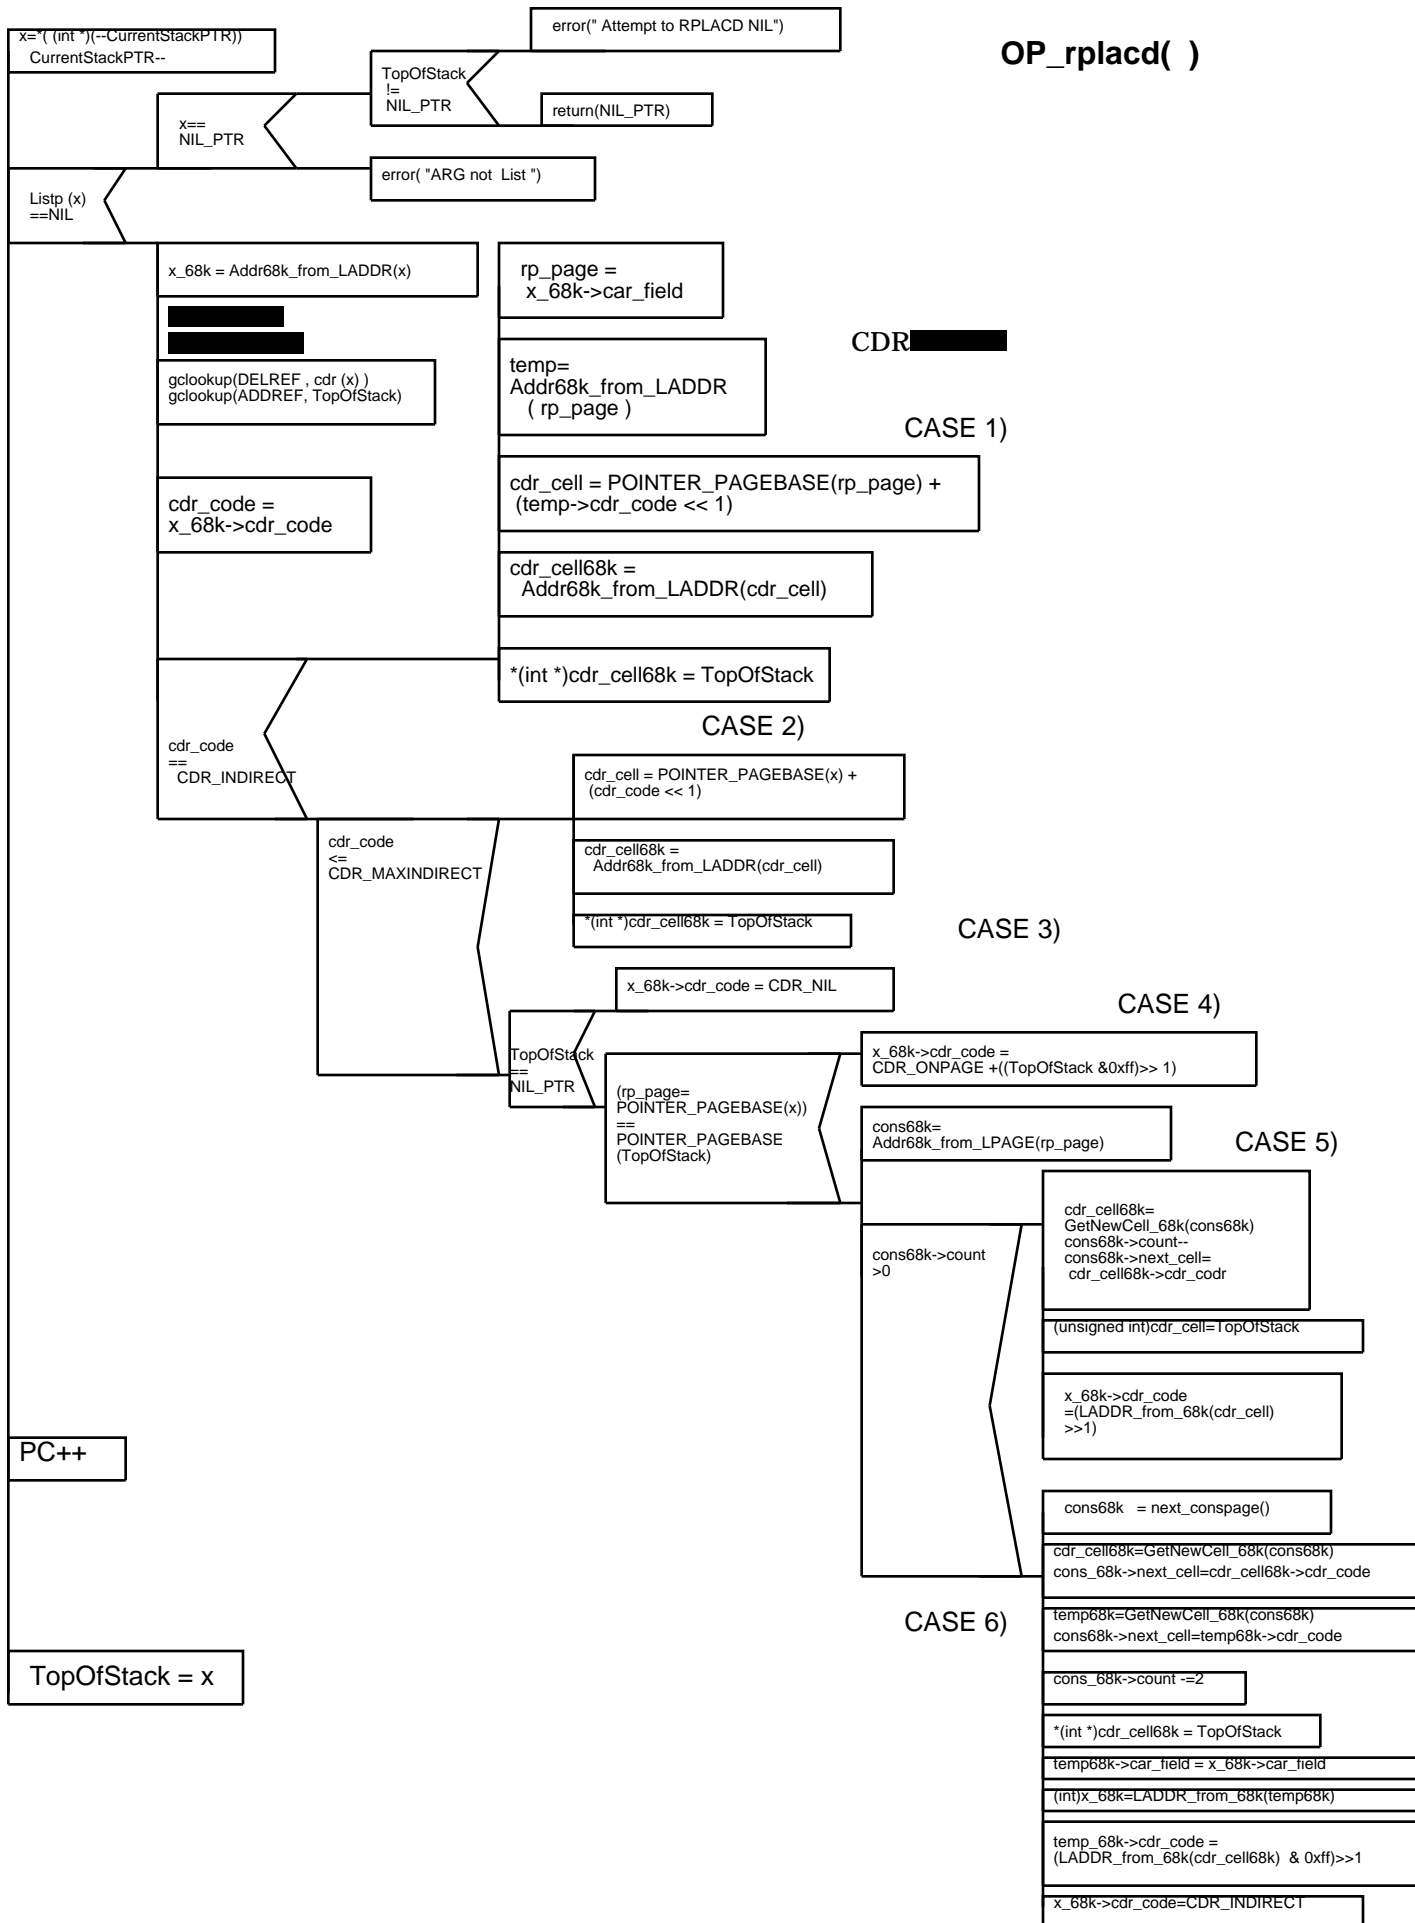 x=*( (int *)(--CurrentStackPTR))
CurrentStackPTR--
error(" Attempt to RPLACD NIL")
OP_rplacd( )
TopOfStack
!=
NIL_PTR
return(NIL_PTR)
x==
NIL_PTR
error( "ARG not List ")
Listp (x)
==NIL
x_68k = Addr68k_from_LADDR(x)
gclookup(DELREF , cdr (x) )
gclookup(ADDREF, TopOfStack)
cdr_code =
x_68k->cdr_code
rp_page =
x_68k->car_field
CDR
temp=
Addr68k_from_LADDR
( rp_page )
CASE 1)
cdr_cell = POINTER_PAGEBASE(rp_page) +
(temp->cdr_code << 1)
cdr_cell68k =
Addr68k_from_LADDR(cdr_cell)
*(int *)cdr_cell68k = TopOfStack
cdr_code
==
CDR_INDIRECT
CASE 2)
cdr_cell = POINTER_PAGEBASE(x) +
(cdr_code << 1)
cdr_code
<=
CDR_MAXINDIRECT
cdr_cell68k =
Addr68k_from_LADDR(cdr_cell)
*(int *)cdr_cell68k = TopOfStack
CASE 3)
x_68k->cdr_code = CDR_NIL
TopOfStack
==
NIL_PTR
CASE 4)
x_68k->cdr_code =
CDR_ONPAGE +((TopOfStack &0xff)>> 1)
(rp_page=
POINTER_PAGEBASE(x))
==
POINTER_PAGEBASE
(TopOfStack)
cons68k=
Addr68k_from_LPAGE(rp_page)
CASE 5)
cons68k->count
>0
cdr_cell68k=
GetNewCell_68k(cons68k)
cons68k->count--
cons68k->next_cell=
cdr_cell68k->cdr_codr
(unsigned int)cdr_cell=TopOfStack
x_68k->cdr_code
=(LADDR_from_68k(cdr_cell)
>>1)
PC++
cons68k = next_conspage()
cdr_cell68k=GetNewCell_68k(cons68k)
cons_68k->next_cell=cdr_cell68k->cdr_code
CASE 6)
temp68k=GetNewCell_68k(cons68k)
cons68k->next_cell=temp68k->cdr_code
TopOfStack = x
cons_68k->count -=2
*(int *)cdr_cell68k = TopOfStack
temp68k->car_field = x_68k->car_field
(int)x_68k=LADDR_from_68k(temp68k)
temp_68k->cdr_code =
(LADDR_from_68k(cdr_cell68k) & 0xff)>>1
x_68k->cdr_code=CDR_INDIRECT